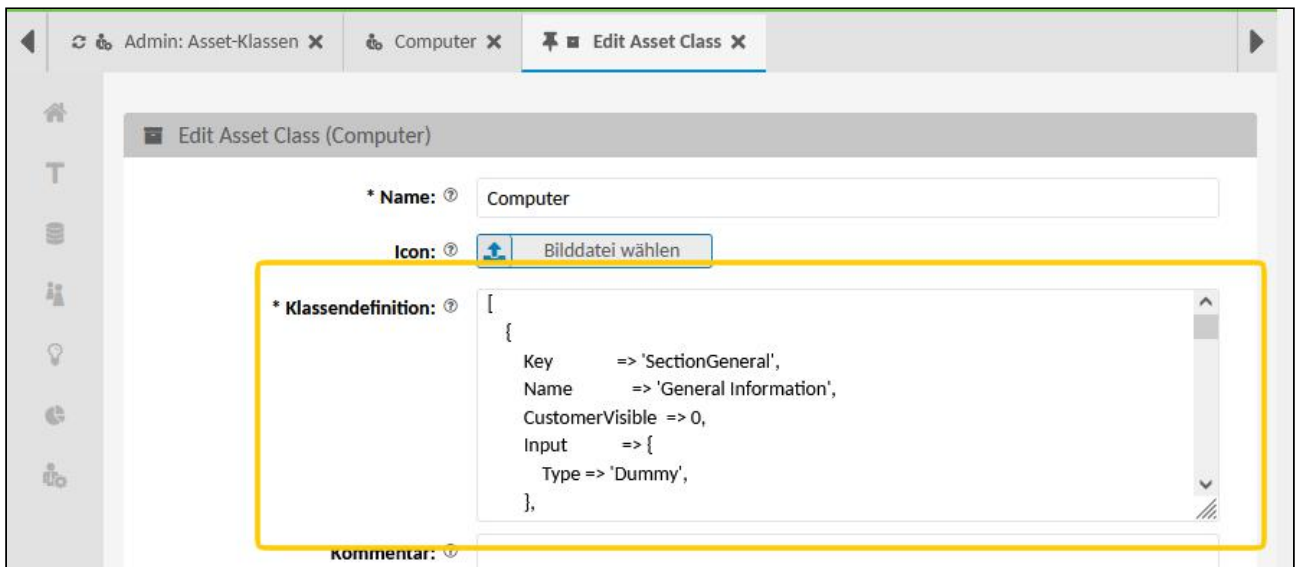 Admin: Asset-Klassen
Computer
Edit Asset Class
Edit Asset Class (Computer)
* Name:
Computer
Icon:
Bilddatei wählen
* Klassendefinition:
[
{
Key => 'SectionGeneral',
Name => 'General Information',
CustomerVisible => 0,
Input => {
Type => 'Dummy',
},
Kommentar: